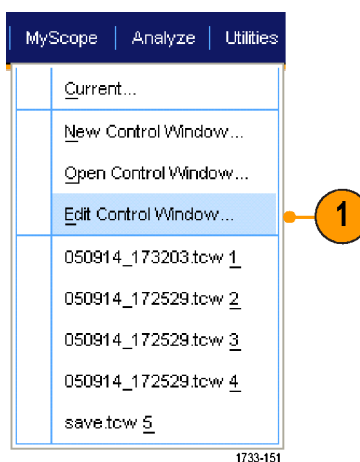 MyScope | Analyze | Utilities
Current...
New Control Window...
Open Control Window...
Edit Control Window...
1
050914_173203.tcw 1
050914_172529.tcw 2
050914_172529.tcw 3
050914_172529.tcw 4
save.tcw 5
1733-151